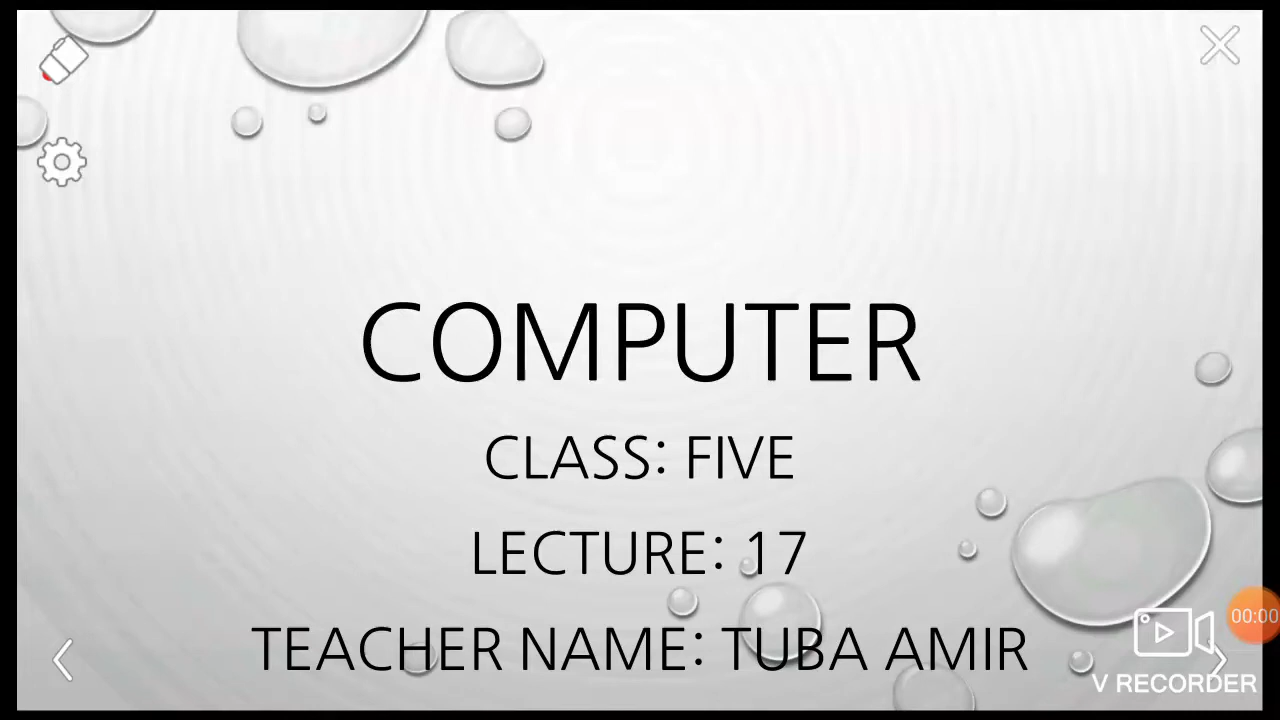 COMPUTER
CLASS: FIVE
LECTURE: 17
TEACHER NAME: TUBA AMIR
00:00
V RECORDER